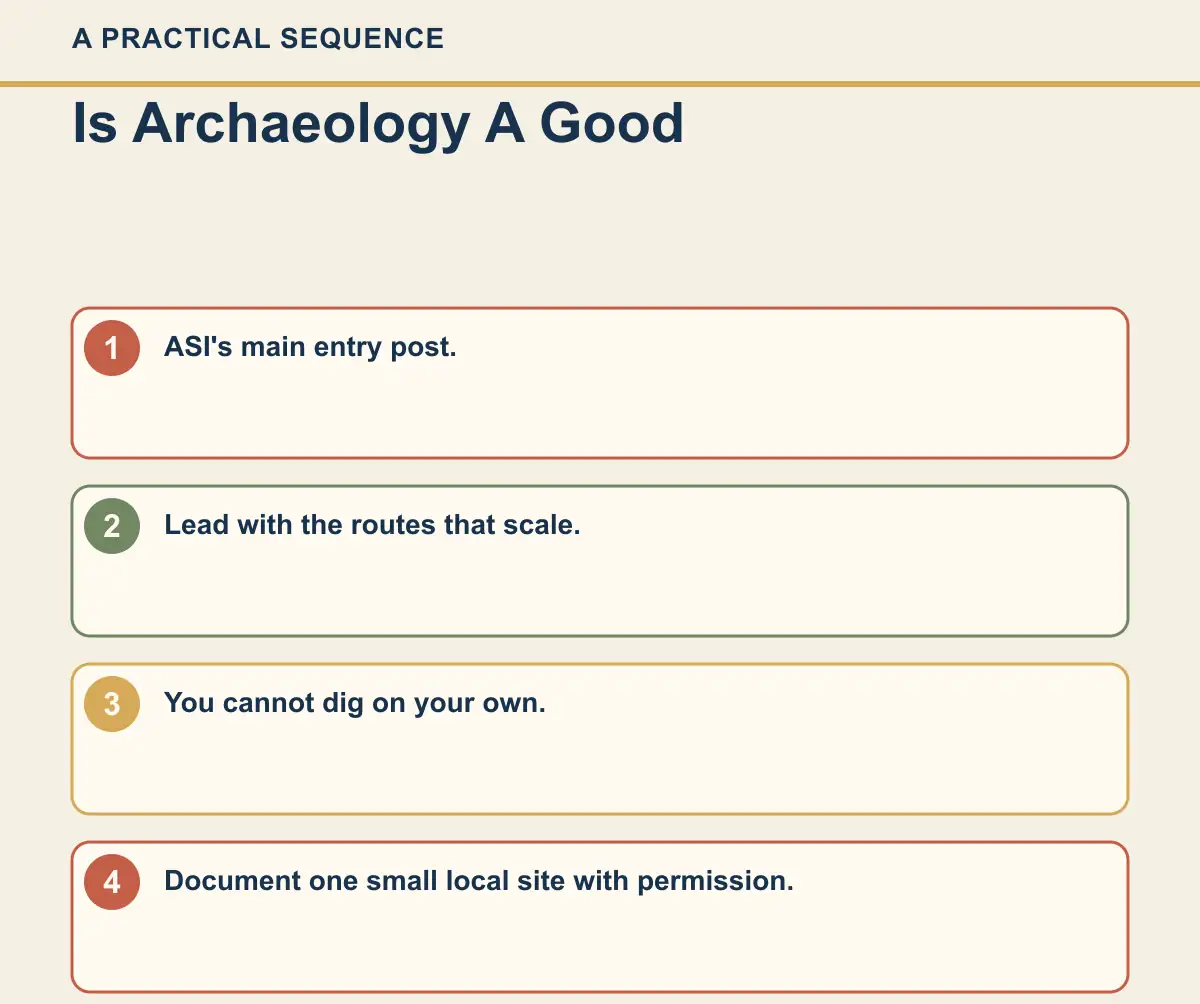 A PRACTICAL SEQUENCE
Is Archaeology A Good
1
ASI's main entry post.
2
Lead with the routes that scale.
3
You cannot dig on your own.
4
Document one small local site with permission.